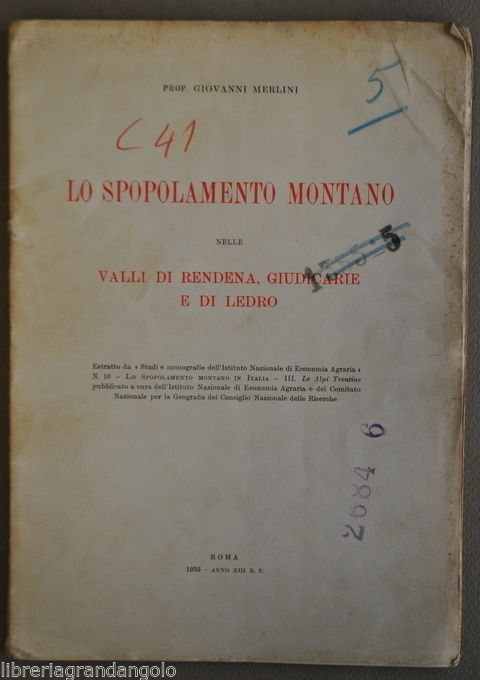 PROF. GIOVANNI MERLINI
5
C 41
LO SPOPOLAMENTO MONTANO
NELLE
VALLI DI RENDENA, GIUDICARIE
E DI LEDRO
Estratto da « Studi e monografie dell'Istituto Nazionale di Economia Agraria »
N. 16 – LO SPOPOLAMENTO MONTANO IN ITALIA – III. Le Alpi Trentine
pubblicato a cura dell'Istituto Nazionale di Economia Agraria e del Comitato
Nazionale per la Geografia del Consiglio Nazionale delle Ricerche
2684 6
ROMA
1935 – ANNO XIII E. F.
libreriagrandangolo